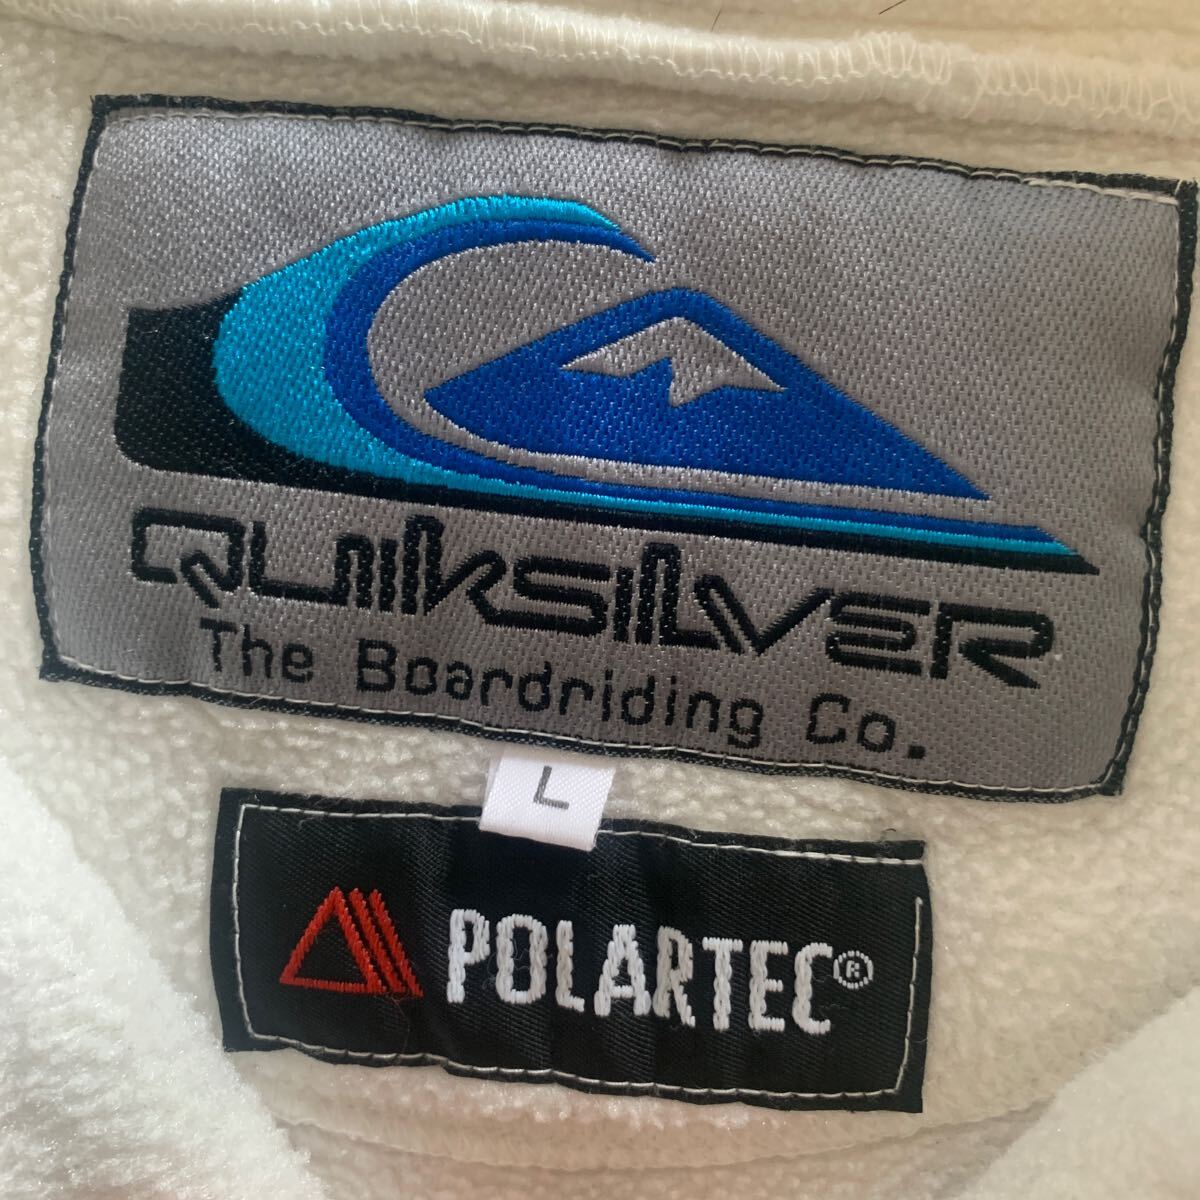 QUIKSILVER
The Boardriding Co.
L
POLARTEC®